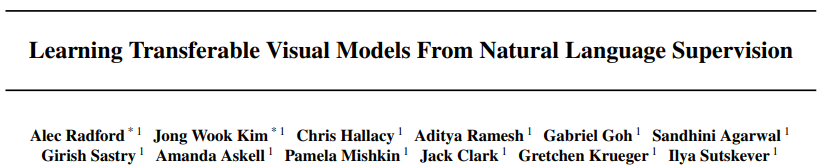 Learning Transferable Visual Models From Natural Language Supervision
Alec Radford * 1 Jong Wook Kim * 1 Chris Hallacy 1 Aditya Ramesh 1 Gabriel Goh 1 Sandhini Agarwal 1
Girish Sastry 1 Amanda Askell 1 Pamela Mishkin 1 Jack Clark 1 Gretchen Krueger 1 Ilya Sutskever 1